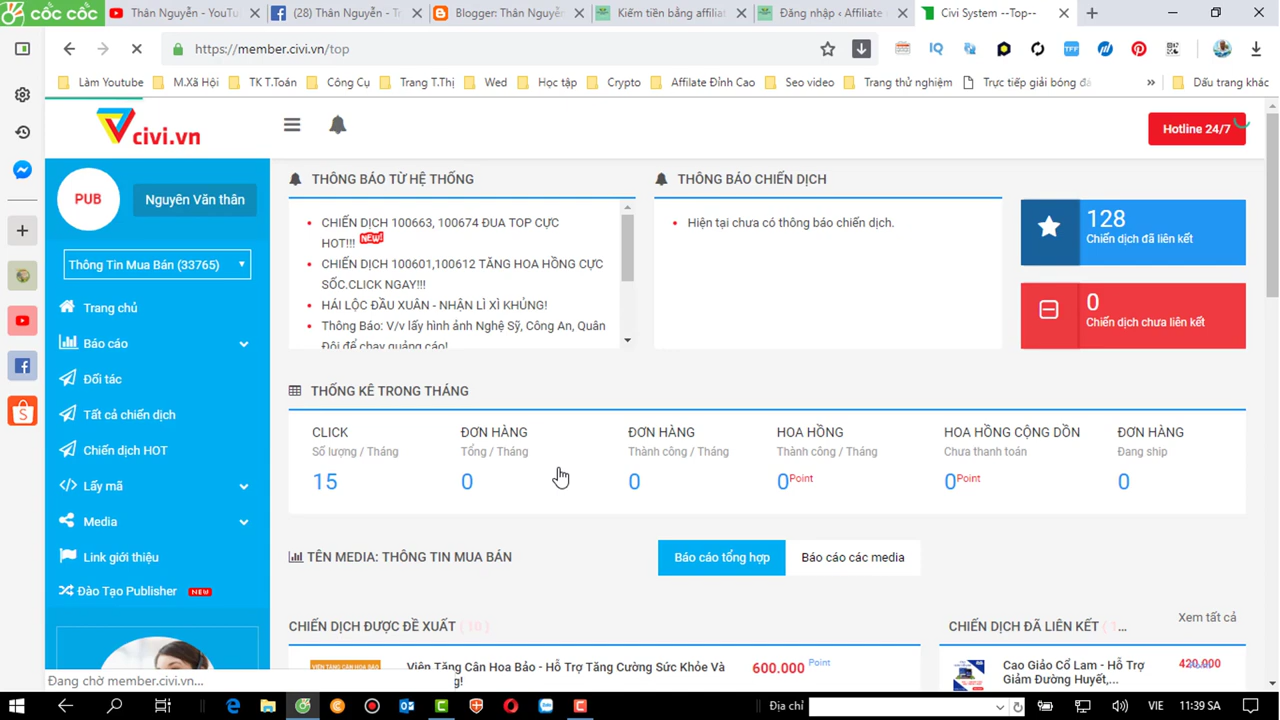 cốc cốc
Thân Nguyễn - YouTu
(28) Thân Nguyễn - T
Blogger: Thân Nguyễ
Kiếm tiền bằng affiliat
Đăng nhập ‹ Affiliate
Civi System --Top--
https://member.civi.vn/top
IQ
TFF
Làm Youtube
M.Xã Hội
TK T.Toán
Công Cụ
Trang T.Thị
Wed
Học tập
Crypto
Affiliate Đỉnh Cao
Seo video
Trang thử nghiệm
Trực tiếp giải bóng đá
»
Dấu trang khác
civi.vn
Hotline 24/7
PUB
Nguyên Văn thân
Thông Tin Mua Bán (33765)
Trang chủ
Báo cáo
Đối tác
Tất cả chiến dịch
Chiến dịch HOT
Lấy mã
Media
Link giới thiệu
Đào Tạo Publisher NEW
THÔNG BÁO TỪ HỆ THỐNG
CHIẾN DỊCH 100663, 100674 ĐUA TOP CỰC
HOT!!! NEW!
CHIẾN DỊCH 100601,100612 TĂNG HOA HỒNG CỰC
SỐC.CLICK NGAY!!!
HÁI LỘC ĐẦU XUÂN - NHẬN LÌ XÌ KHỦNG!
Thông Báo: V/v lấy hình ảnh Nghệ Sỹ, Công An, Quân
Đội để chạy quảng cáo!
THÔNG BÁO CHIẾN DỊCH
Hiện tại chưa có thông báo chiến dịch.
128
Chiến dịch đã liên kết
0
Chiến dịch chưa liên kết
THỐNG KÊ TRONG THÁNG
CLICK
Số lượng / Tháng
15
ĐƠN HÀNG
Tổng / Tháng
0
ĐƠN HÀNG
Thành công / Tháng
0
HOA HỒNG
Thành công / Tháng
0 Point
HOA HỒNG CỘNG DỒN
Chưa thanh toán
0 Point
ĐƠN HÀNG
Đang ship
0
TÊN MEDIA: THÔNG TIN MUA BÁN
Báo cáo tổng hợp
Báo cáo các media
CHIẾN DỊCH ĐƯỢC ĐỀ XUẤT ( 10 )
VIÊN TĂNG CÂN HOA BẢO
Viên Tăng Cân Hoa Bảo - Hỗ Trợ Tăng Cường Sức Khỏe Và
g!
600.000 Point
CHIẾN DỊCH ĐÃ LIÊN KẾT ( 1...
Xem tất cả
Cao Giảo Cổ Lam - Hỗ Trợ
Giảm Đường Huyết,...
420.000
Đang chờ member.civi.vn...
Địa chỉ
VIE
11:39 SA